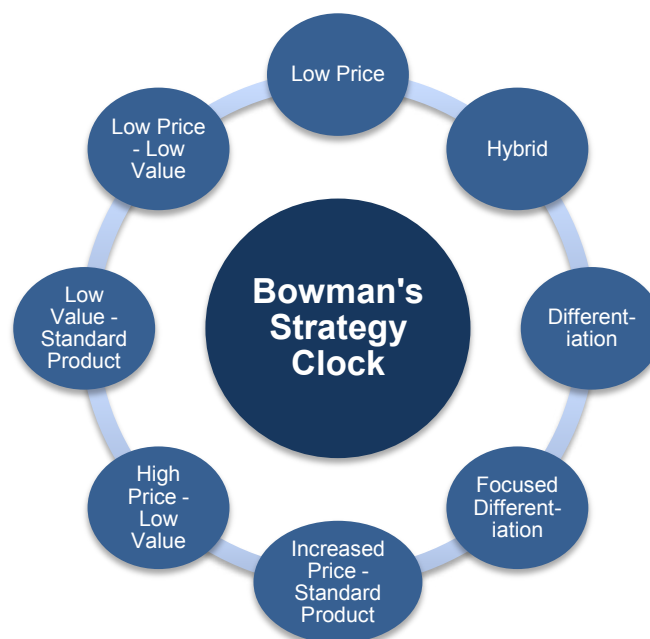 Low Price
Hybrid
Different-
iation
Focused
Different-
iation
Increased
Price -
Standard
Product
High
Price -
Low
Value
Low
Value -
Standard
Product
Low Price
- Low
Value
Bowman's
Strategy
Clock